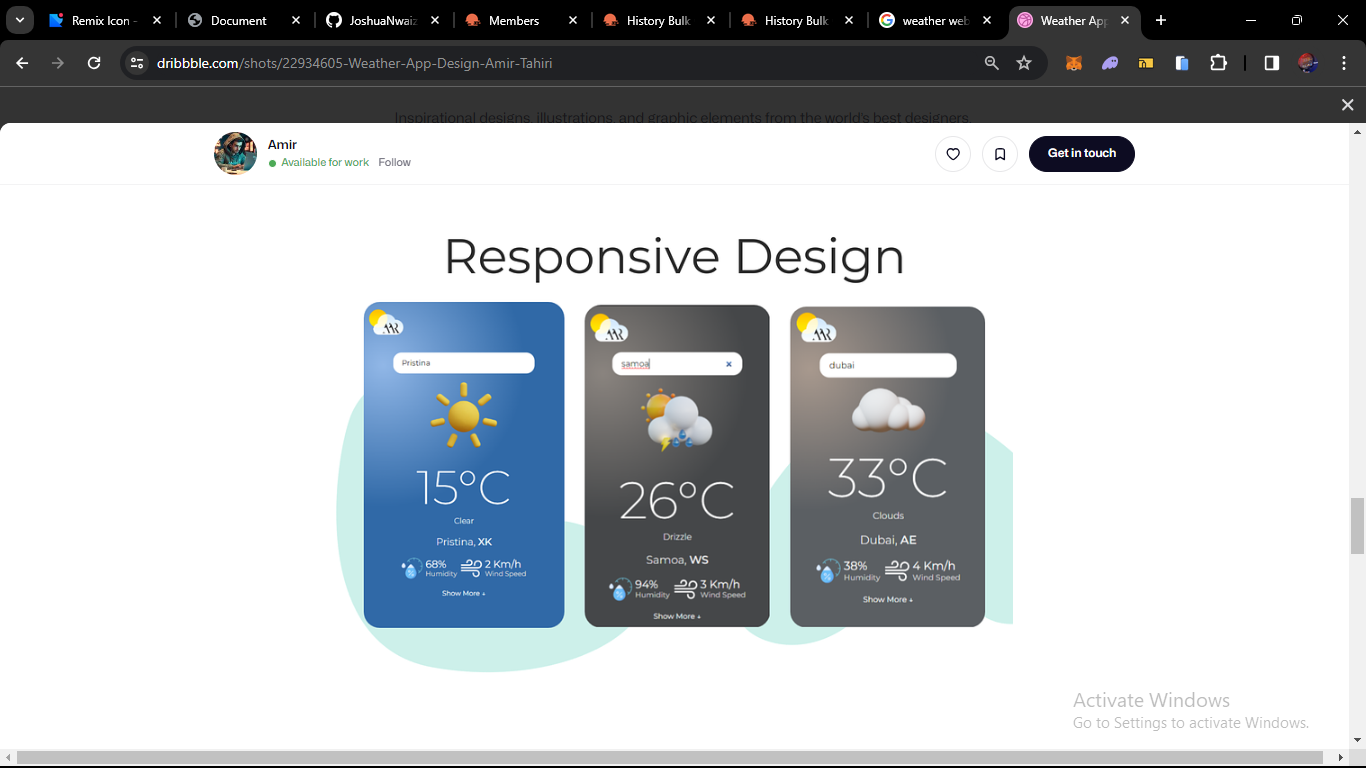 Remix Icon -
Document
JoshuaNwaiz
Members
History Bulk
History Bulk
weather web
Weather App
dribbble.com/shots/22934605-Weather-App-Design-Amir-Tahiri
Inspirational designs, illustrations, and graphic elements from the world's best designers.
Amir
Available for work Follow
Get in touch
Responsive Design
Pristina
15°C
Clear
Pristina, XK
68%
Humidity
2 Km/h
Wind Speed
Show More ↓
samoa
26°C
Drizzle
Samoa, WS
94%
Humidity
3 Km/h
Wind Speed
Show More ↓
dubai
33°C
Clouds
Dubai, AE
38%
Humidity
4 Km/h
Wind Speed
Show More ↓
Activate Windows
Go to Settings to activate Windows.